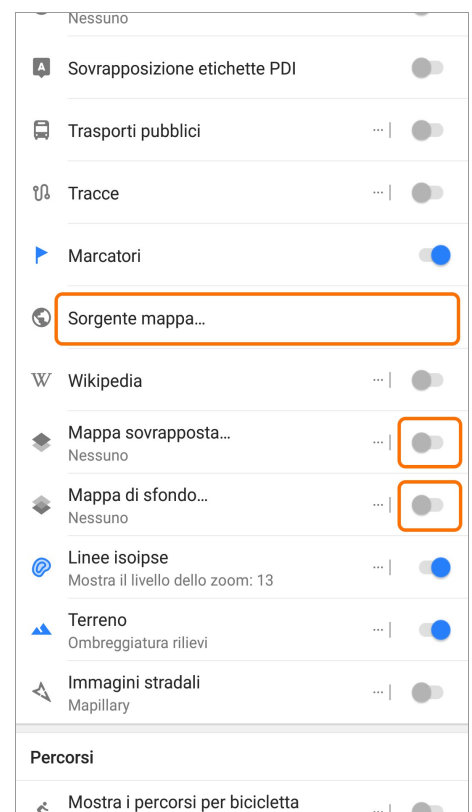 Nessuno
A
Sovrapposizione etichette PDI
Trasporti pubblici
Tracce
Marcatori
Sorgente mappa...
W Wikipedia
Mappa sovrapposta...
Nessuno
Mappa di sfondo...
Nessuno
Linee isoipse
Mostra il livello dello zoom: 13
Terreno
Ombreggiatura rilievi
Immagini stradali
Mapillary
Percorsi
Mostra i percorsi per bicicletta